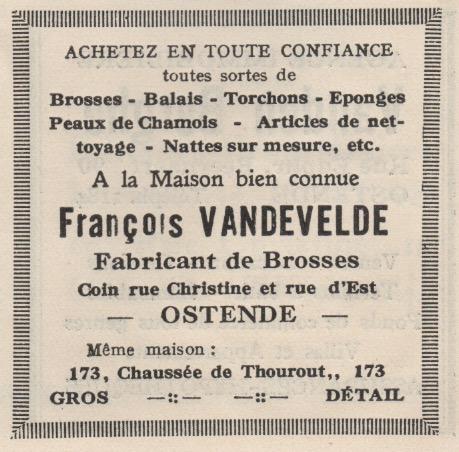 ACHETEZ EN TOUTE CONFIANCE
toutes sortes de
Brosses - Balais - Torchons - Eponges
Peaux de Chamois - Articles de net-
toyage - Nattes sur mesure, etc.
A la Maison bien connue
François VANDEVELDE
Fabricant de Brosses
Coin rue Christine et rue d'Est
— OSTENDE —
Même maison :
173, Chaussée de Thourout,, 173
GROS —::— —::— DÉTAIL